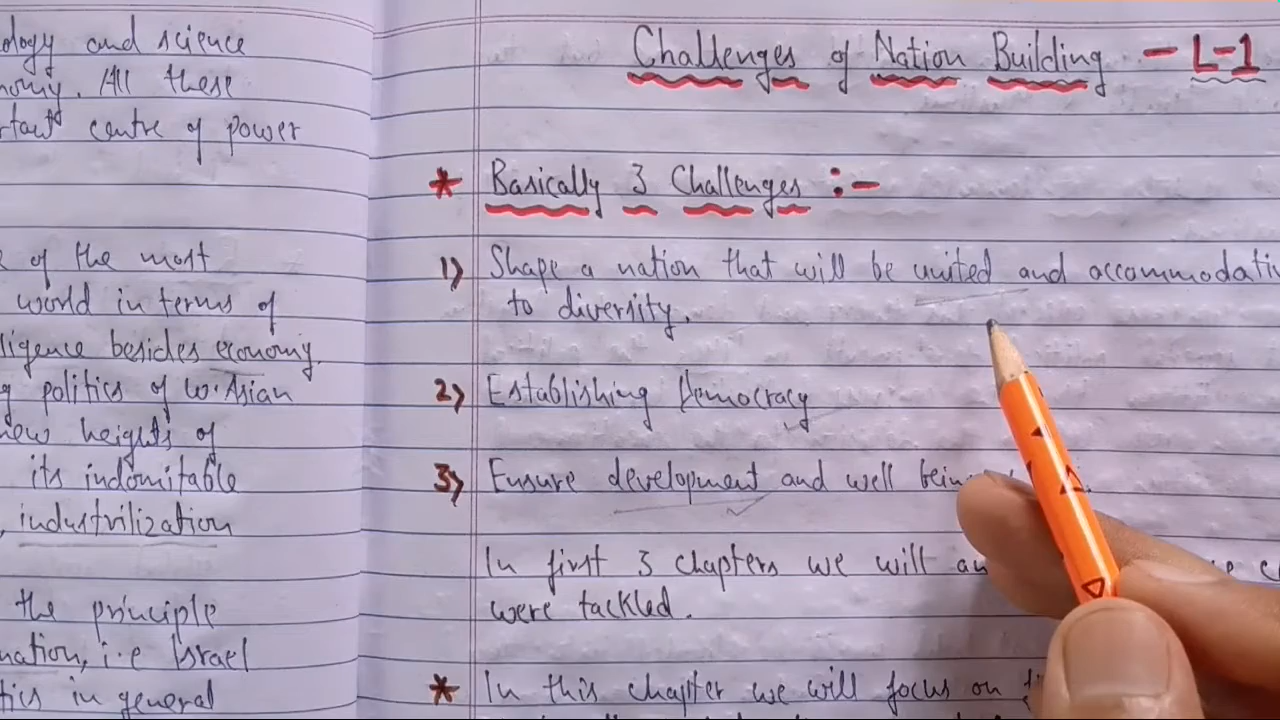 ology and science
nomy. All these
rtant centre of power
of the most
world in terms of
ligence besides economy.
g politics of W. Asian
new heights of
its indomitable
, industrilization
the principle
nation, i.e Israel
tics in general
Challenges of Nation Building - L-1
* Basically 3 Challenges :-
1) Shape a nation that will be united and accommodati
to diversity.
2) Establishing Democracy
3) Ensure development and well bein
In first 3 chapters we will an
were tackled.
* In this chapter we will focus on